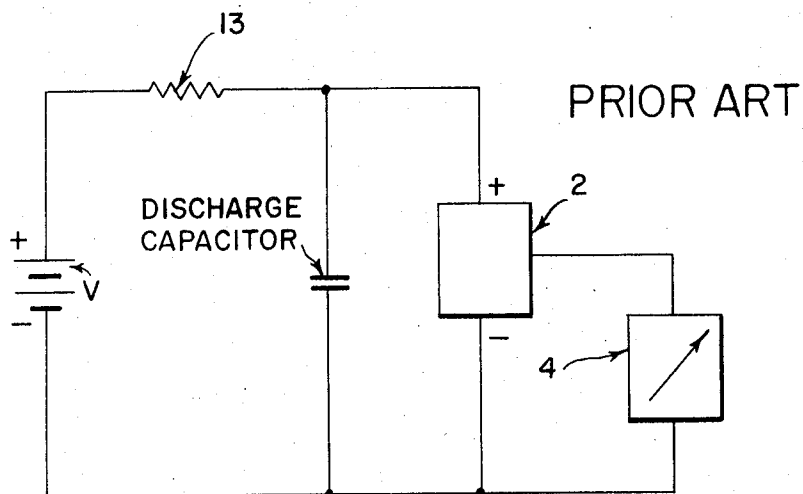 13
PRIOR ART
+
2
DISCHARGE
CAPACITOR
+
V
-
-
4